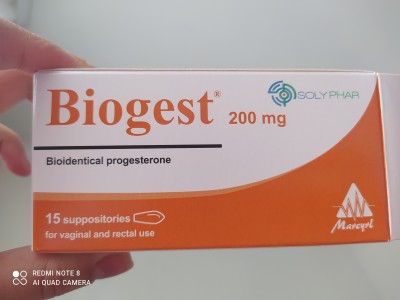 Biogest® 200 mg
SOLYPHAR
Bioidentical progesterone
15 suppositories
for vaginal and rectal use
Marcyrl
REDMI NOTE 8
AI QUAD CAMERA